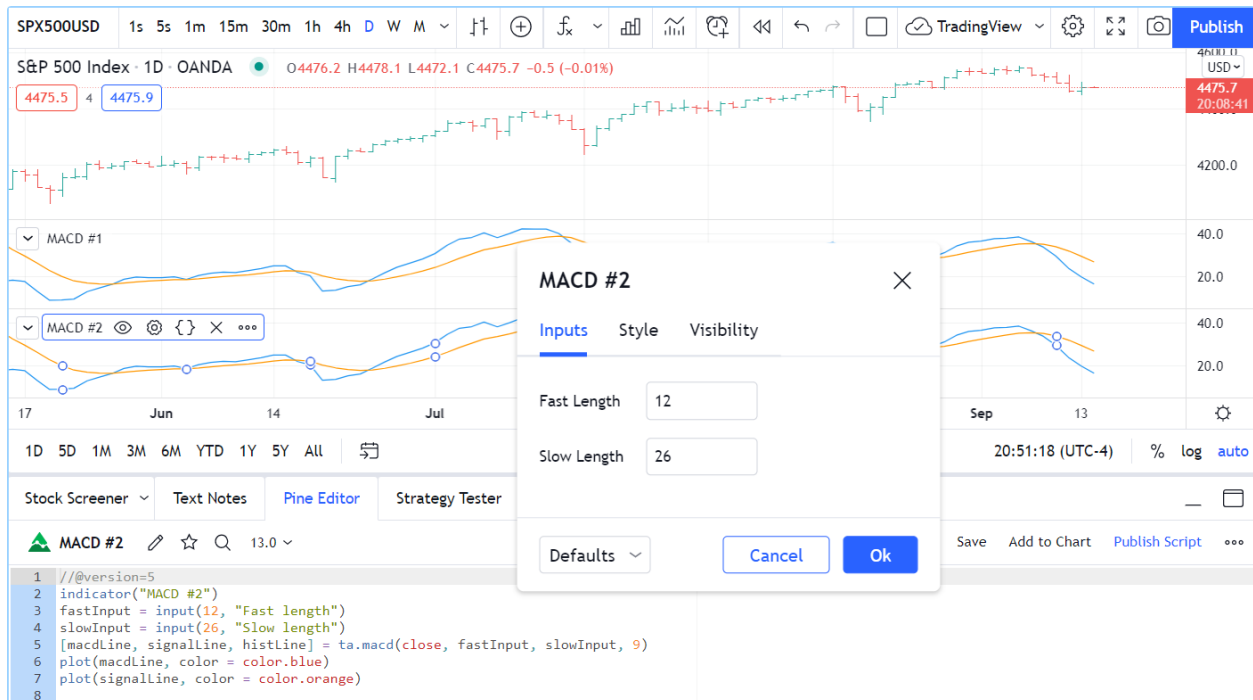 SPX500USD 1s 5s 1m 15m 30m 1h 4h D W M TradingView Publish
S&P 500 Index · 1D · OANDA O4476.2 H4478.1 L4472.1 C4475.7 −0.5 (−0.01%)
4600.0
USD
4475.5 4 4475.9
4475.7
20:08:41
4200.0
MACD #1
40.0
20.0
MACD #2
40.0
20.0
17 Jun 14 Jul Sep 13
1D 5D 1M 3M 6M YTD 1Y 5Y All 20:51:18 (UTC-4) % log auto
MACD #2
Inputs Style Visibility
Fast Length 12
Slow Length 26
Defaults Cancel Ok
Stock Screener Text Notes Pine Editor Strategy Tester
MACD #2 13.0 Save Add to Chart Publish Script
1 //@version=5
2 indicator("MACD #2")
3 fastInput = input(12, "Fast length")
4 slowInput = input(26, "Slow length")
5 [macdLine, signalLine, histLine] = ta.macd(close, fastInput, slowInput, 9)
6 plot(macdLine, color = color.blue)
7 plot(signalLine, color = color.orange)
8